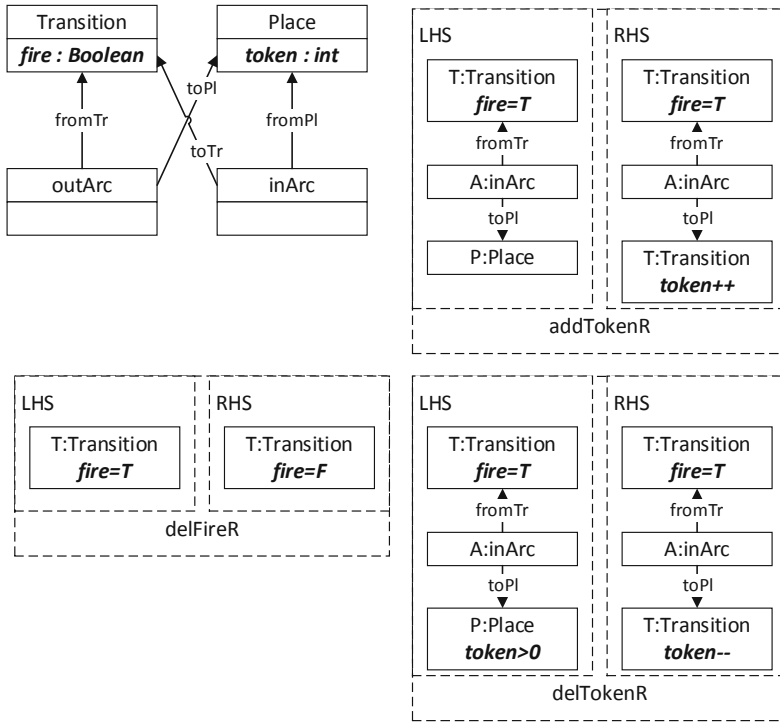 Transition
fire : Boolean
Place
token : int
toPl
fromTr
fromPl
toTr
outArc
inArc
LHS
T:Transition
fire=T
fromTr
A:inArc
toPl
P:Place
RHS
T:Transition
fire=T
fromTr
A:inArc
toPl
T:Transition
token++
addTokenR
LHS
T:Transition
fire=T
RHS
T:Transition
fire=F
delFireR
LHS
T:Transition
fire=T
fromTr
A:inArc
toPl
P:Place
token>0
RHS
T:Transition
fire=T
fromTr
A:inArc
toPl
T:Transition
token--
delTokenR